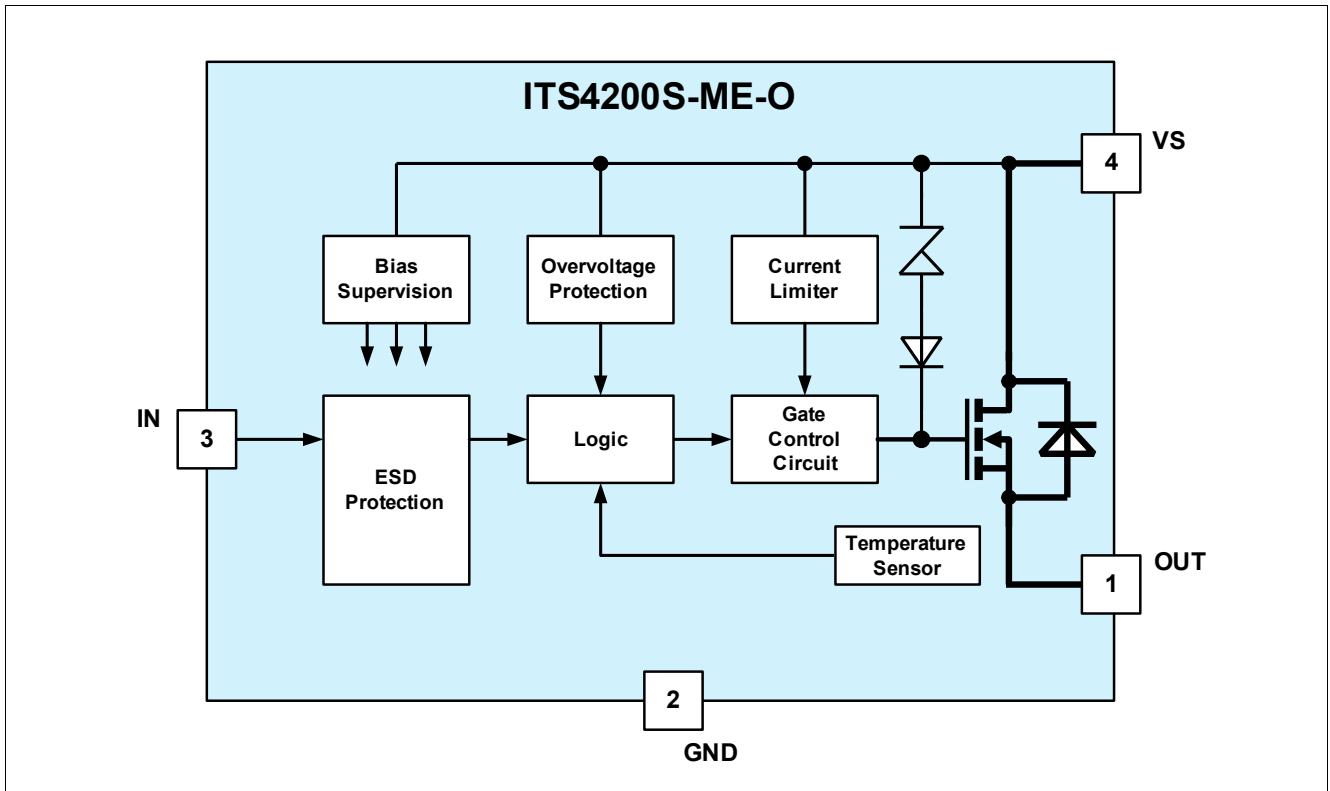 ITS4200S-ME-O
VS
4
Bias
Supervision
Overvoltage
Protection
Current
Limiter
IN
3
ESD
Protection
Logic
Gate
Control
Circuit
Temperature
Sensor
OUT
1
2
GND